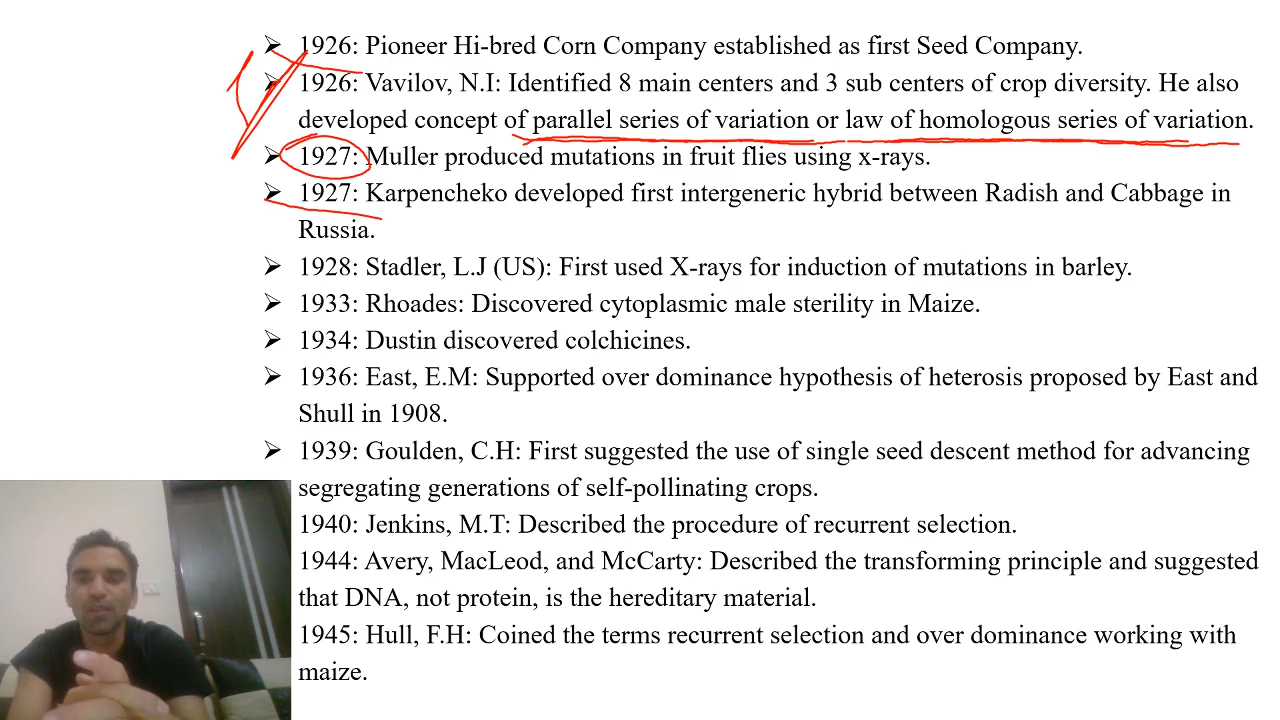 ➢ 1926: Pioneer Hi-bred Corn Company established as first Seed Company.
➢ 1926: Vavilov, N.I: Identified 8 main centers and 3 sub centers of crop diversity. He also
developed concept of parallel series of variation or law of homologous series of variation.
➢ 1927: Muller produced mutations in fruit flies using x-rays.
➢ 1927: Karpencheko developed first intergeneric hybrid between Radish and Cabbage in
Russia.
➢ 1928: Stadler, L.J (US): First used X-rays for induction of mutations in barley.
➢ 1933: Rhoades: Discovered cytoplasmic male sterility in Maize.
➢ 1934: Dustin discovered colchicines.
➢ 1936: East, E.M: Supported over dominance hypothesis of heterosis proposed by East and
Shull in 1908.
➢ 1939: Goulden, C.H: First suggested the use of single seed descent method for advancing
segregating generations of self-pollinating crops.
1940: Jenkins, M.T: Described the procedure of recurrent selection.
1944: Avery, MacLeod, and McCarty: Described the transforming principle and suggested
that DNA, not protein, is the hereditary material.
1945: Hull, F.H: Coined the terms recurrent selection and over dominance working with
maize.